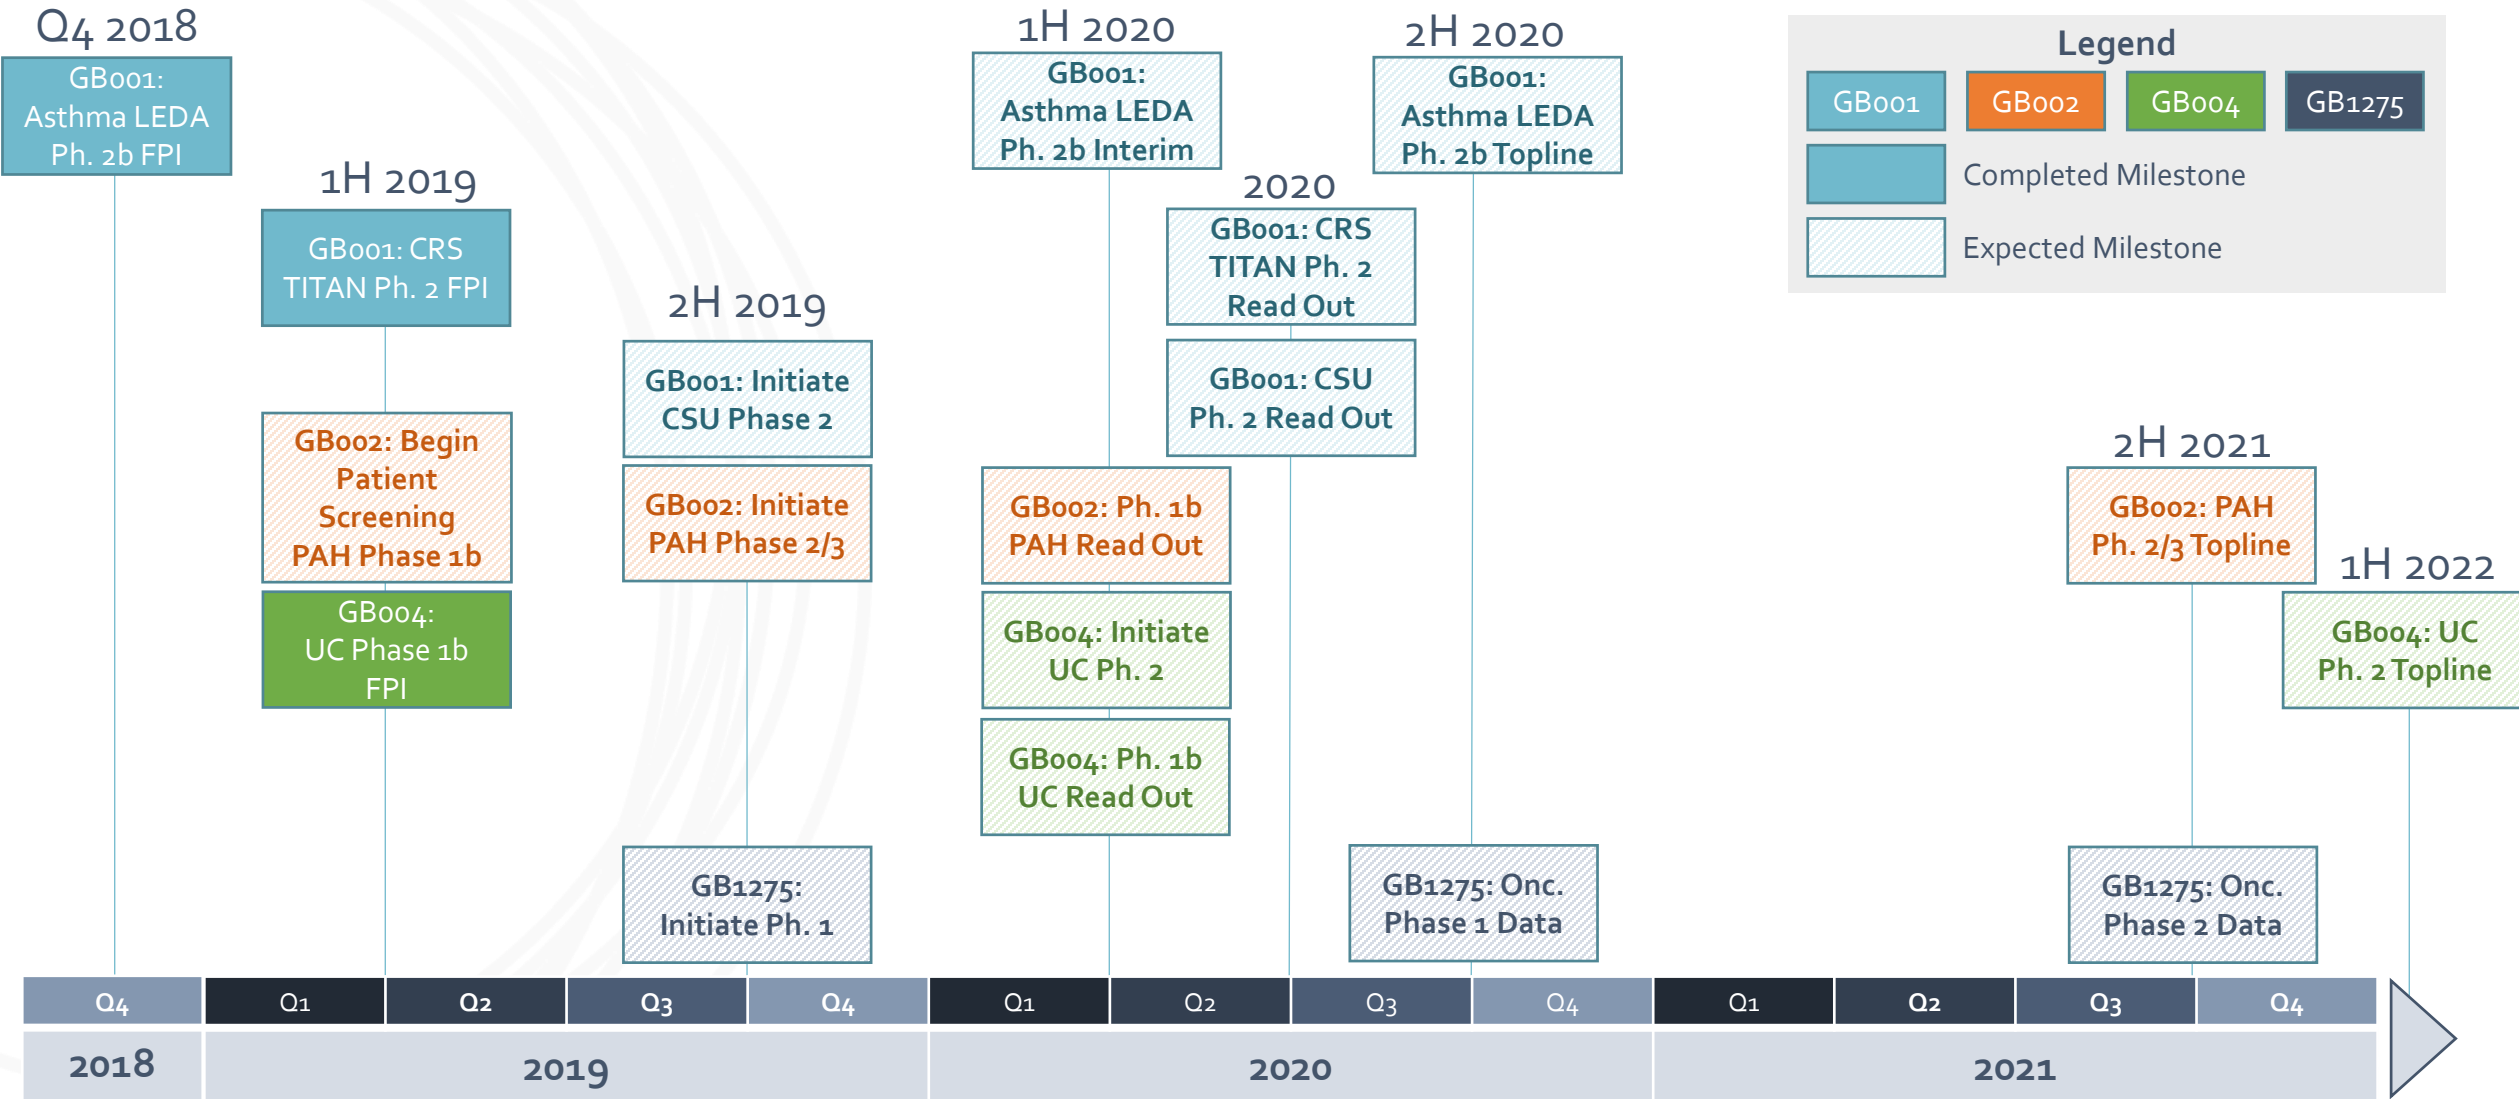 Q4 2018
GB001:
Asthma LEDA
Ph. 2b FPI
1H 2019
GB001: CRS
TITAN Ph. 2 FPI
GB002: Begin
Patient
Screening
PAH Phase 1b
GB004:
UC Phase 1b
FPI
2H 2019
GB001: Initiate
CSU Phase 2
GB002: Initiate
PAH Phase 2/3
GB1275:
Initiate Ph. 1
1H 2020
GB001:
Asthma LEDA
Ph. 2b Interim
GB002: Ph. 1b
PAH Read Out
GB004: Initiate
UC Ph. 2
GB004: Ph. 1b
UC Read Out
2020
GB001: CRS
TITAN Ph. 2
Read Out
GB001: CSU
Ph. 2 Read Out
2H 2020
GB001:
Asthma LEDA
Ph. 2b Topline
GB1275: Onc.
Phase 1 Data
2H 2021
GB002: PAH
Ph. 2/3 Topline
GB1275: Onc.
Phase 2 Data
1H 2022
GB004: UC
Ph. 2 Topline
Legend
GB001 GB002 GB004 GB1275
Completed Milestone
Expected Milestone
Q4 Q1 Q2 Q3 Q4 Q1 Q2 Q3 Q4 Q1 Q2 Q3 Q4
2018 2019 2020 2021